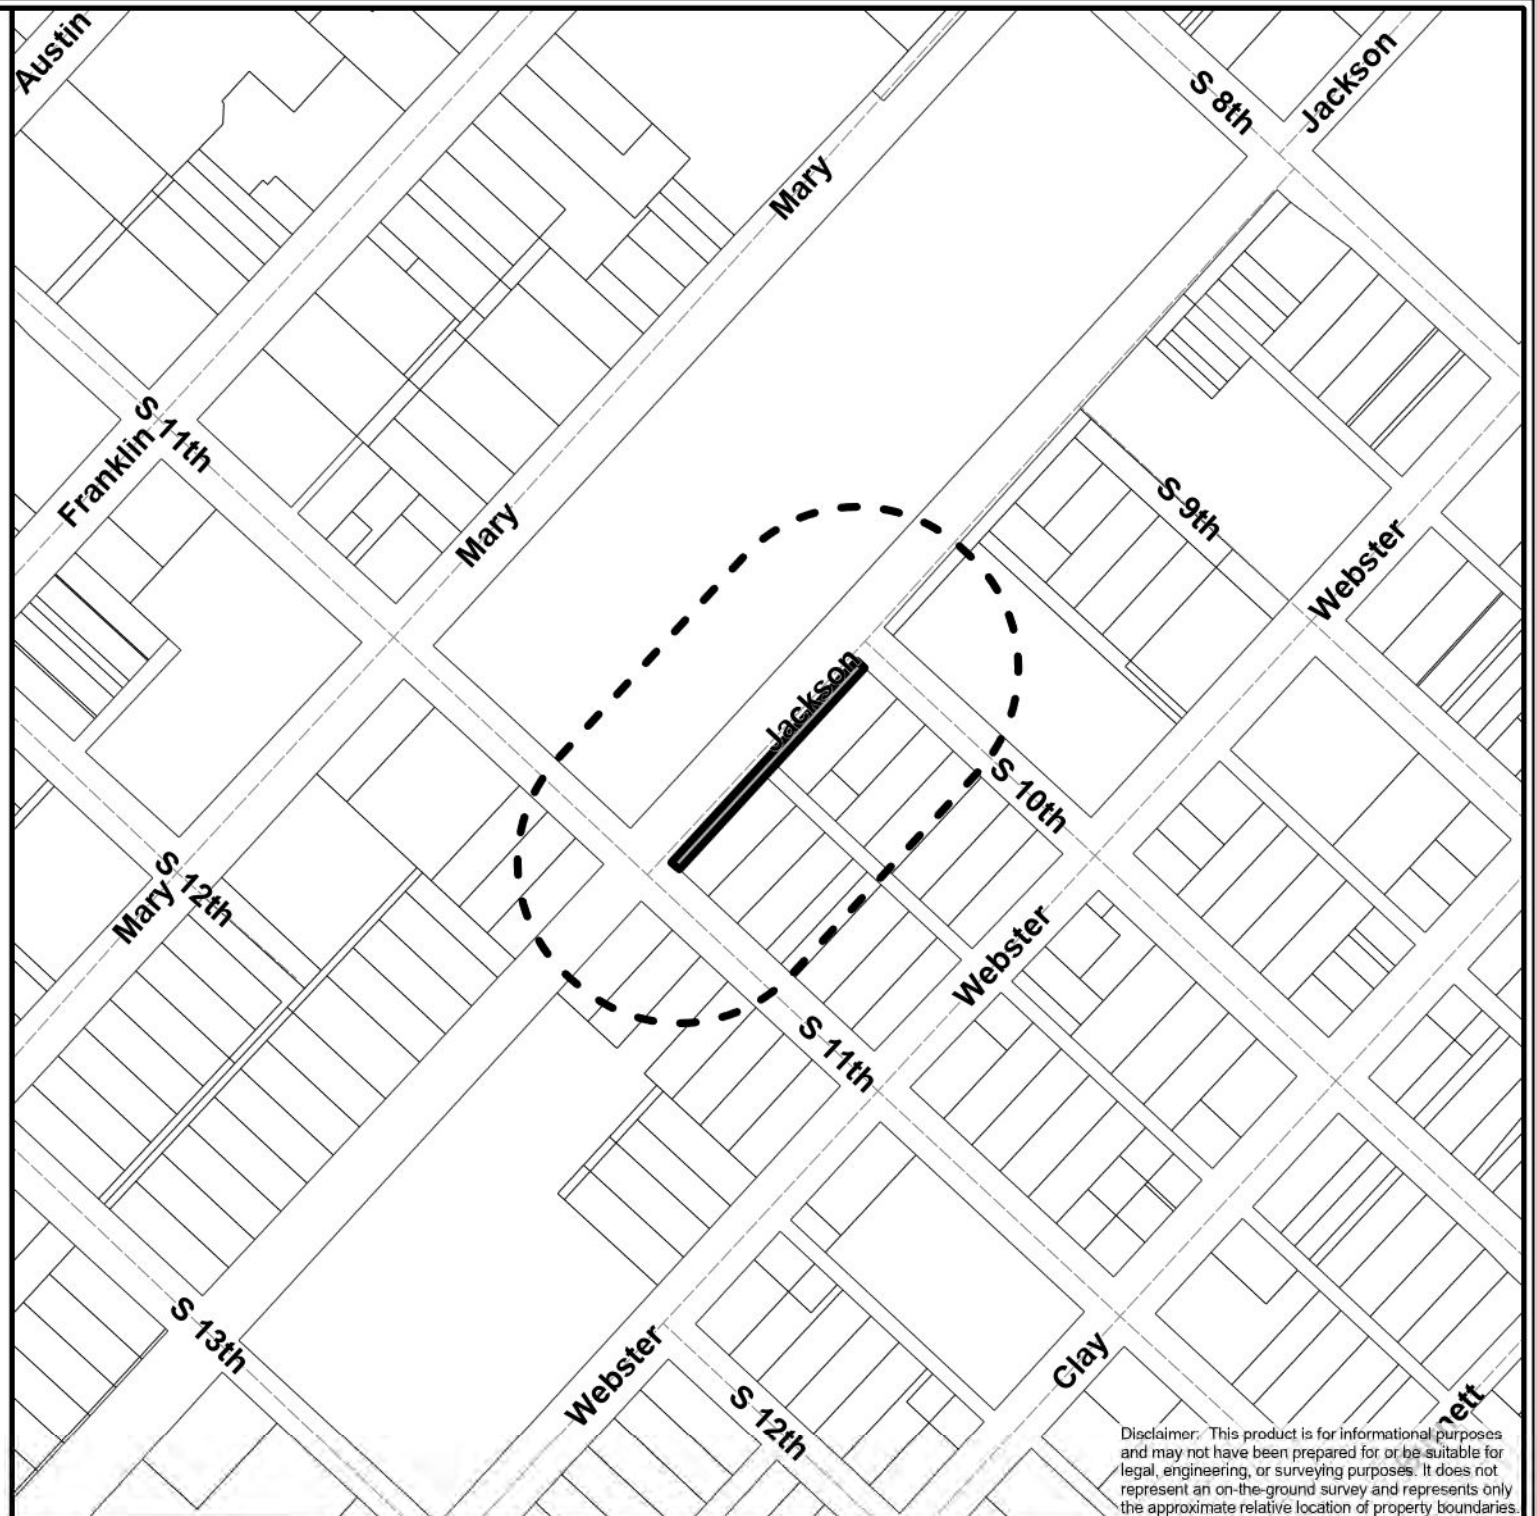 Austin
Jackson
S 8th
Mary
S 11th
Franklin
S 9th
Mary
Webster
Jackson
S 10th
S 12th
Mary
Webster
S 11th
S 13th
Webster
Clay
S 12th
nett
Disclaimer: This product is for informational purposes
and may not have been prepared for or be suitable for
legal, engineering, or surveying purposes. It does not
represent an on-the-ground survey and represents only
the approximate relative location of property boundaries.